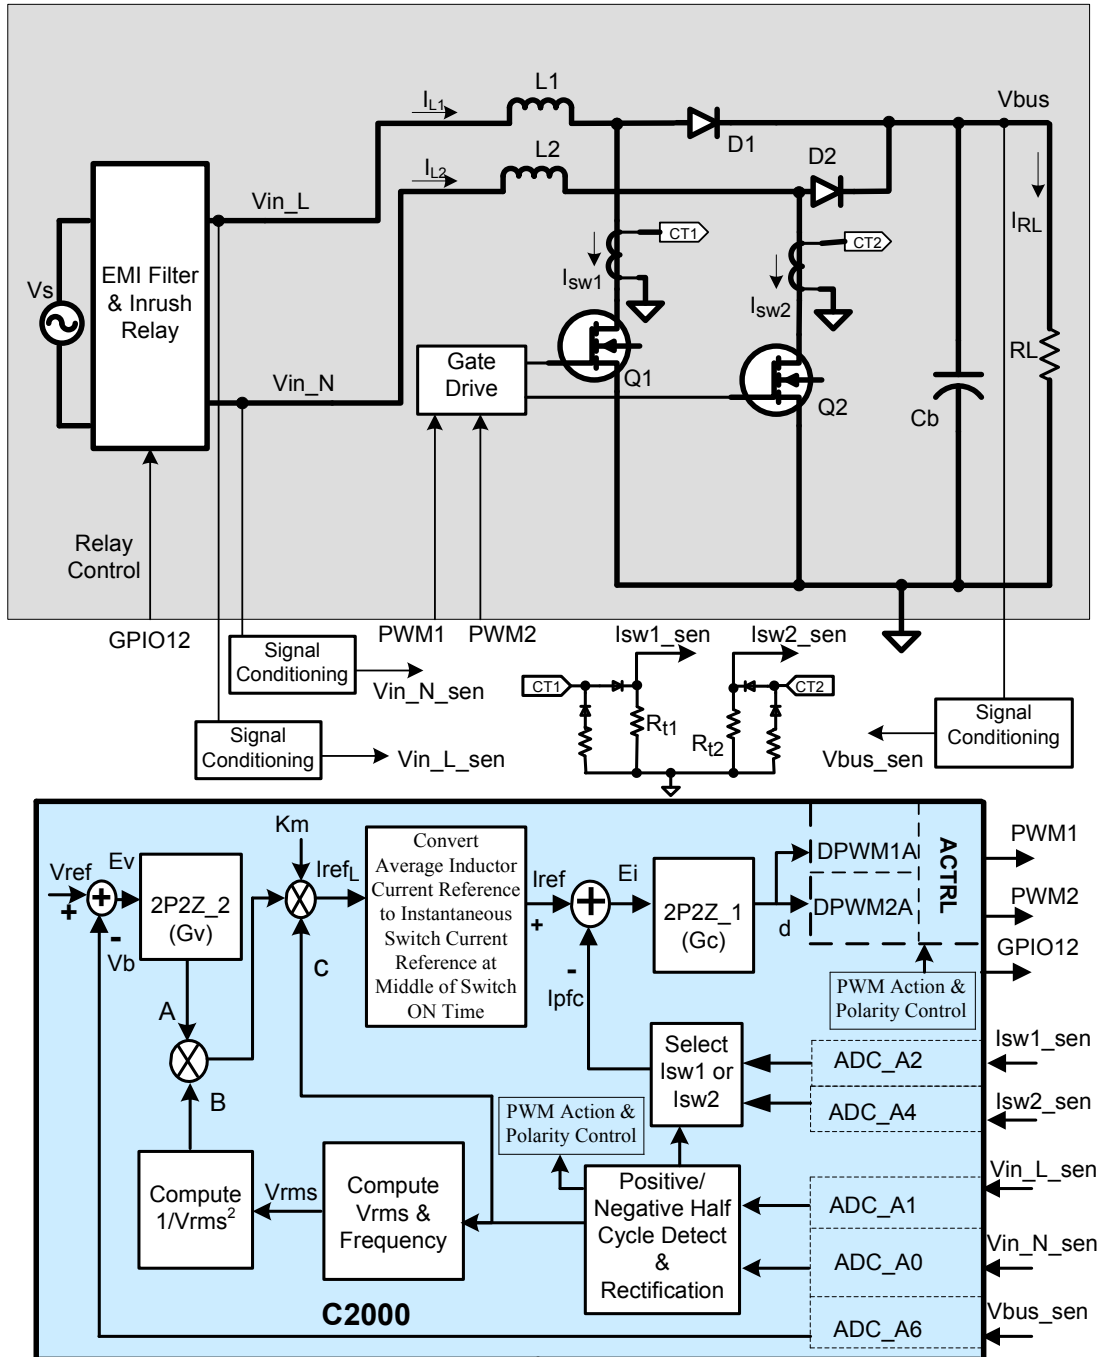 L1
I_L1
Vbus
D1
L2
D2
I_L2
Vin_L
CT1
CT2
I_RL
EMI Filter
& Inrush
Relay
Isw1
Isw2
Vs
Gate
Drive
RL
Vin_N
Q1
Q2
Cb
Relay
Control
GPIO12
PWM1
PWM2
Isw1_sen
Isw2_sen
Signal
Conditioning
Vin_N_sen
CT1
CT2
Rt1
Rt2
Signal
Conditioning
Vin_L_sen
Signal
Conditioning
Vbus_sen
Km
Convert
Average Inductor
Current Reference
to Instantaneous
Switch Current
Reference at
Middle of Switch
ON Time
DPWM1A
ACTRL
PWM1
Vref
Ev
Iref_L
Iref
Ei
+
+
+
+
2P2Z_2
(Gv)
2P2Z_1
(Gc)
DPWM2A
PWM2
d
-
Vb
C
-
Ipfc
GPIO12
PWM Action &
Polarity Control
A
Select
Isw1 or
Isw2
ADC_A2
Isw1_sen
B
PWM Action &
Polarity Control
ADC_A4
Isw2_sen
Compute
1/Vrms²
Vrms
Compute
Vrms &
Frequency
Positive/
Negative Half
Cycle Detect
&
Rectification
Vin_L_sen
ADC_A1
Vin_N_sen
ADC_A0
C2000
Vbus_sen
ADC_A6